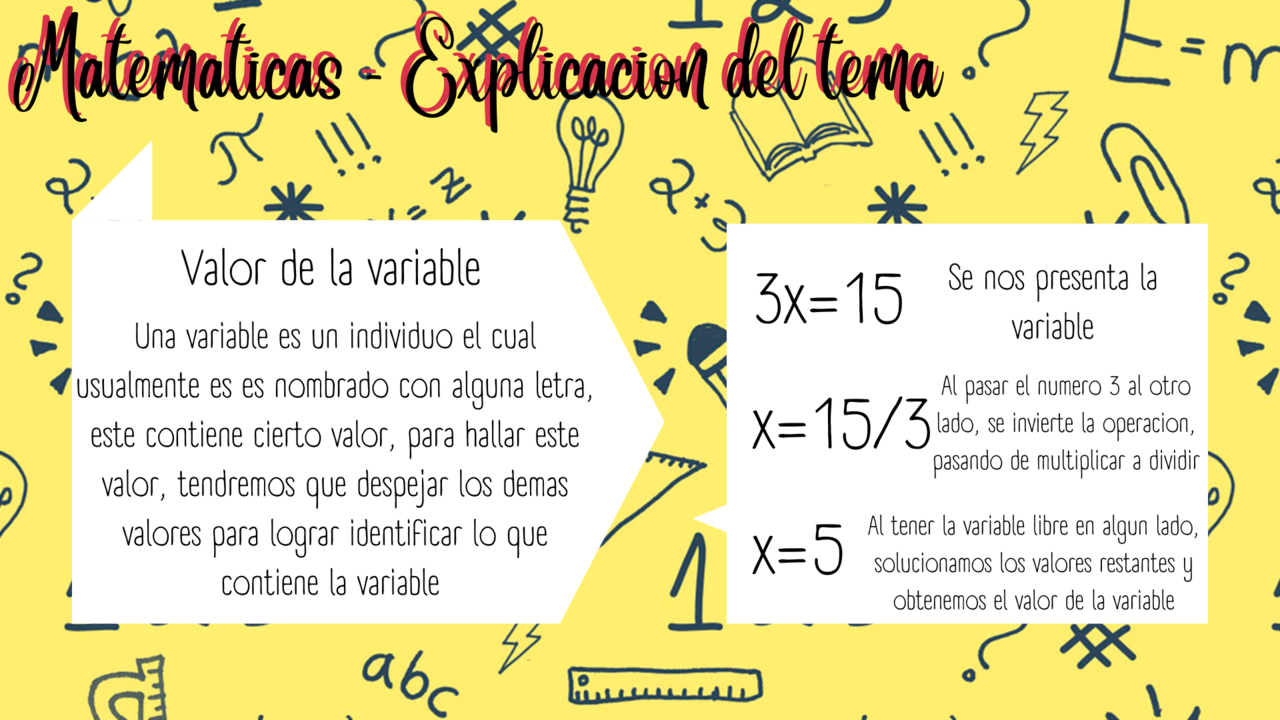 Matematicas - Explicacion del tema
Valor de la variable
Una variable es un individuo el cual
usualmente es es nombrado con alguna letra,
este contiene cierto valor, para hallar este
valor, tendremos que despejar los demas
valores para lograr identificar lo que
contiene la variable
3x=15
Se nos presenta la
variable
x=15/3
Al pasar el numero 3 al otro
lado, se invierte la operacion,
pasando de multiplicar a dividir
x=5
Al tener la variable libre en algun lado,
solucionamos los valores restantes y
obtenemos el valor de la variable
E=m
π
!!!
!!!
2+3
1
abc